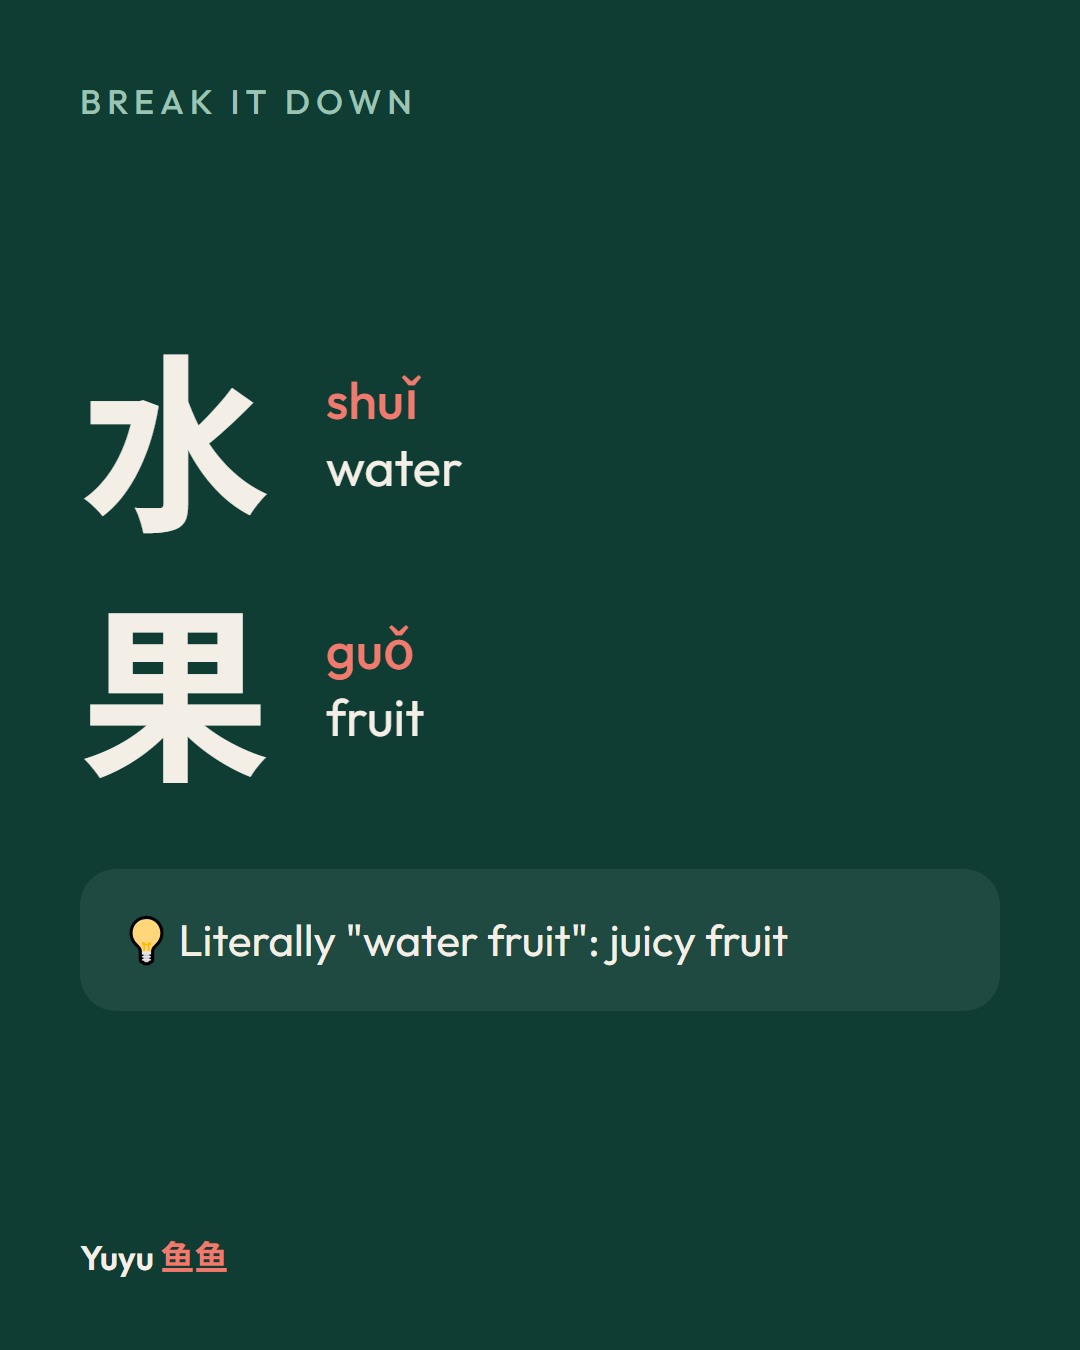 BREAK IT DOWN
水
shuǐ
water
果
guǒ
fruit
💡 Literally "water fruit": juicy fruit
Yuyu 鱼鱼